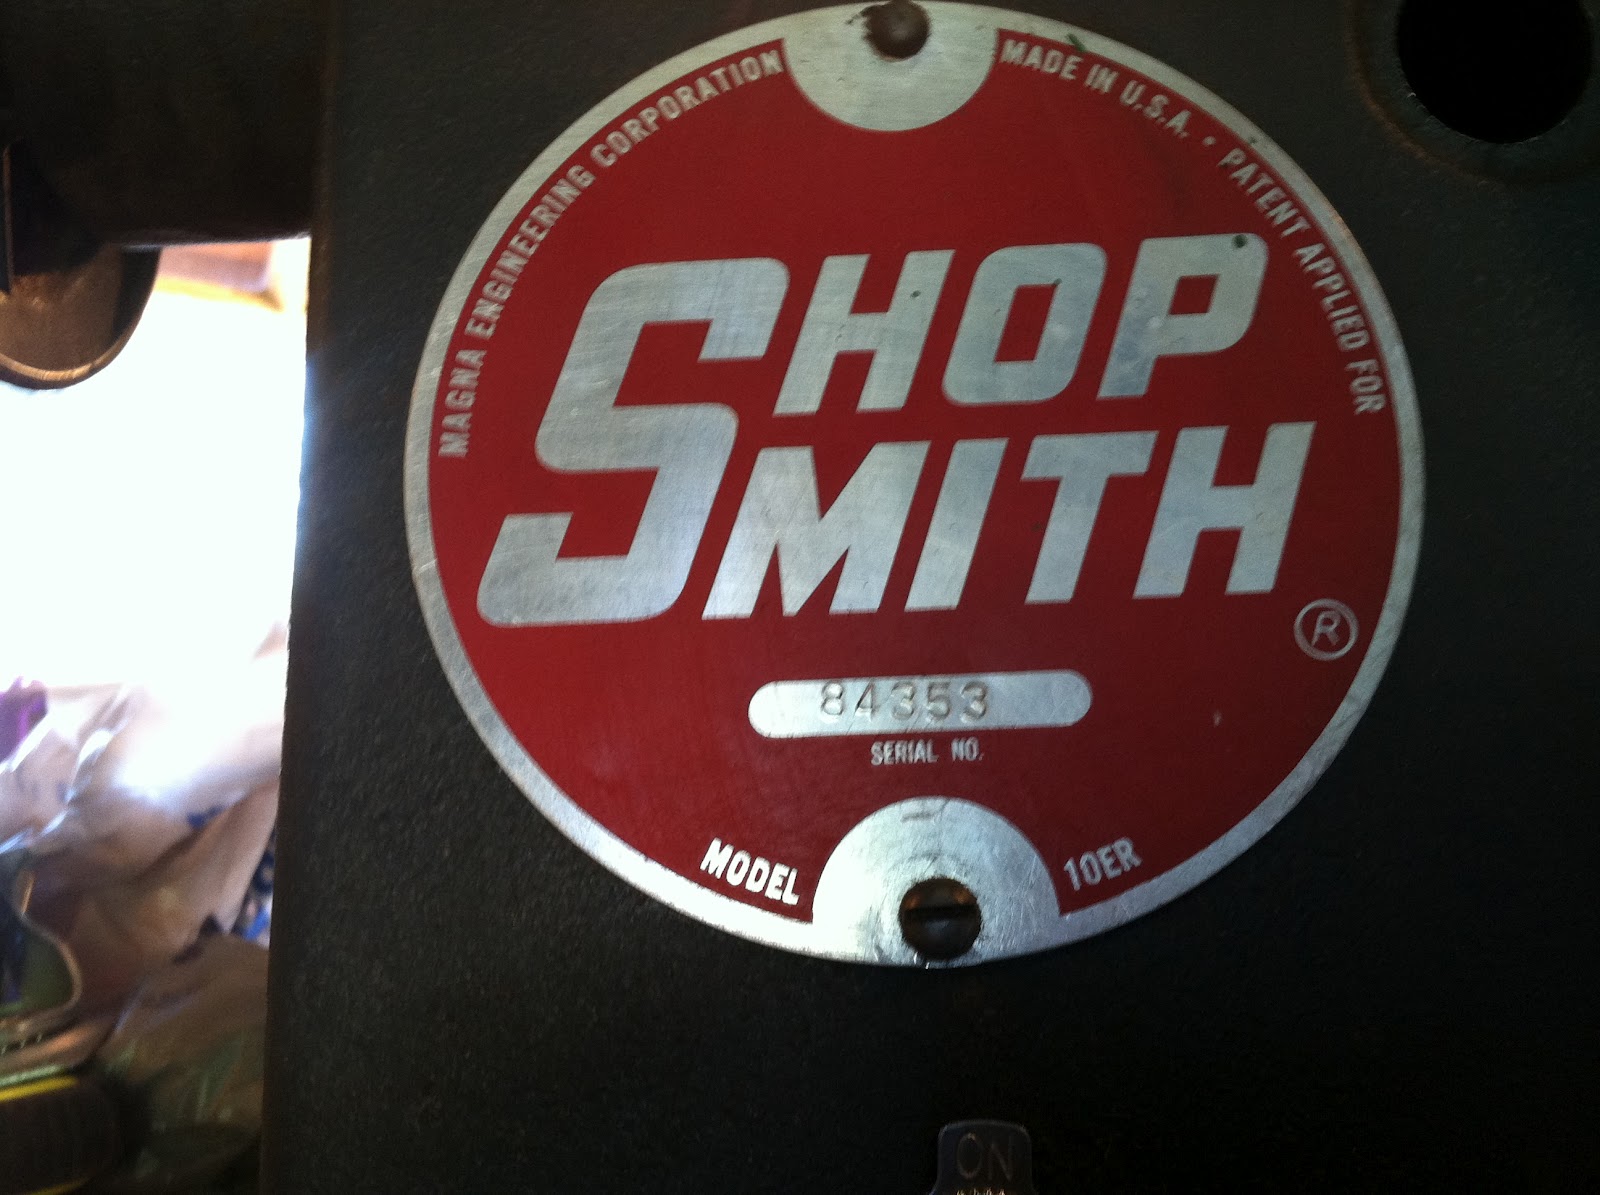 MAGNA ENGINEERING CORPORATION
MADE IN U.S.A. • PATENT APPLIED FOR
SHOP
SMITH
®
84353
SERIAL NO.
MODEL 10ER
ON